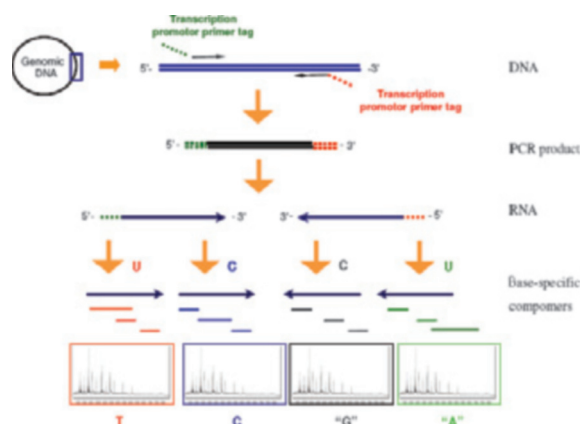 Transcription
promotor primer tag
Genomic
DNA
5'-
-3'
DNA
Transcription
promotor primer tag
5'-
- 3'
PCR product
5'-
-3'
3'-
-5'
RNA
U
C
C
U
Base-specific
compomers
T
C
"G"
"A"